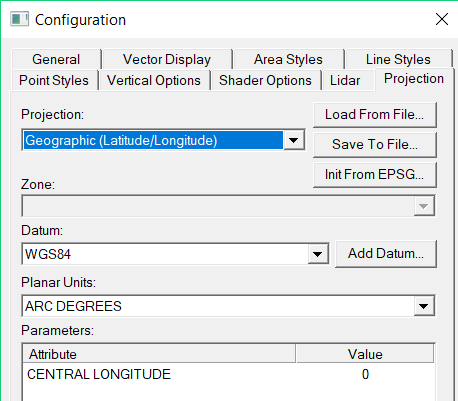 Configuration
General Vector Display Area Styles Line Styles
Point Styles Vertical Options Shader Options Lidar Projection
Projection:
Load From File...
Geographic (Latitude/Longitude)
Save To File...
Init From EPSG...
Zone:
Datum:
WGS84 Add Datum...
Planar Units:
ARC DEGREES
Parameters:
Attribute Value
CENTRAL LONGITUDE 0